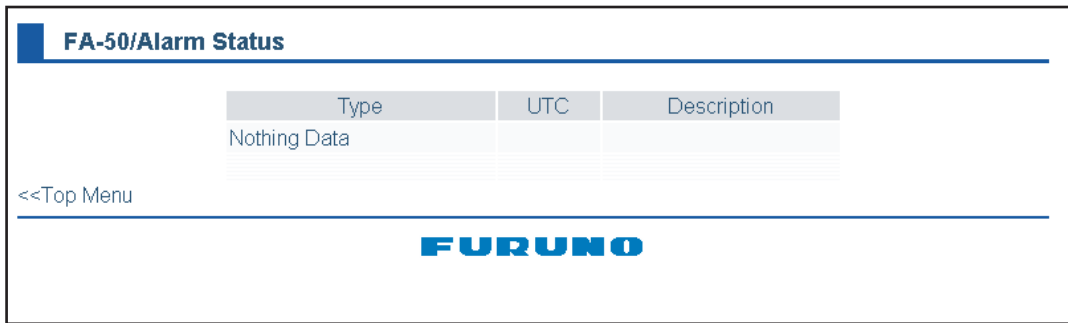 FA-50/Alarm Status
Type UTC Description
Nothing Data
<<Top Menu
FURUNO